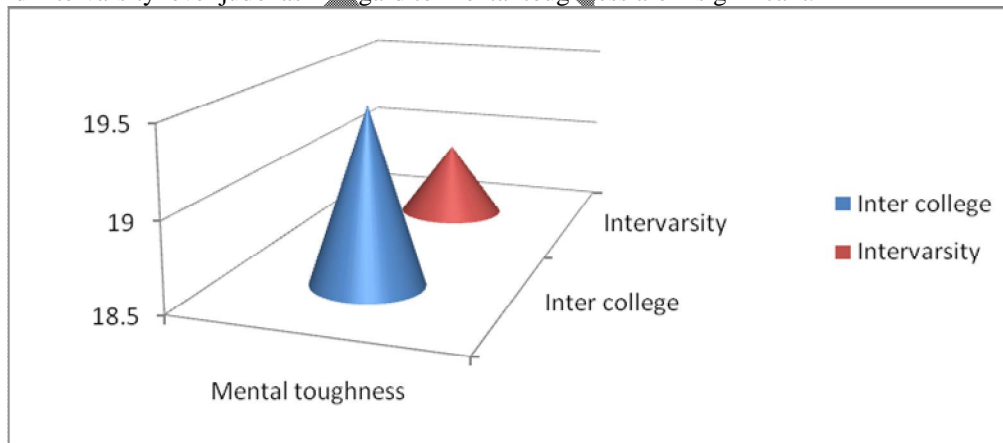 19.5
19
18.5
Mental toughness
Intervarsity
Inter college
Inter college
Intervarsity